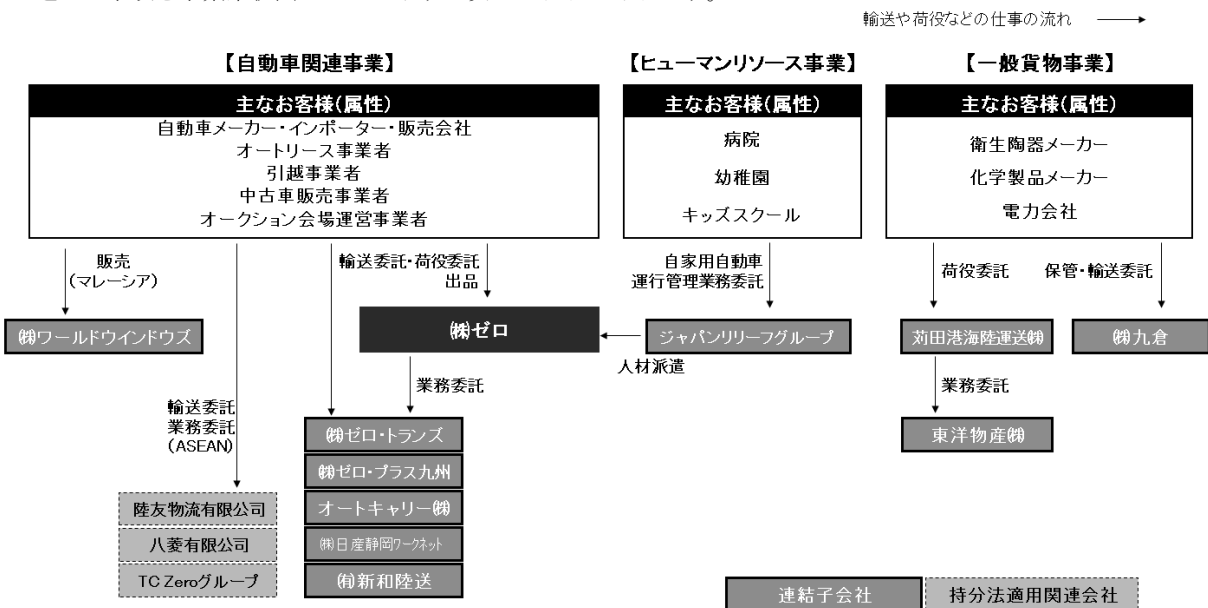 輸送や荷役などの仕事の流れ
【自動車関連事業】
主なお客様(属性)
自動車メーカー・インポーター・販売会社
オートリース事業者
引越事業者
中古車販売事業者
オークション会場運営事業者
【ヒューマンリソース事業】
主なお客様(属性)
病院
幼稚園
キッズスクール
【一般貨物事業】
主なお客様(属性)
衛生陶器メーカー
化学製品メーカー
電力会社
販売
(マレーシア)
輸送委託・荷役委託
出品
自家用自動車
運行管理業務委託
荷役委託
保管・輸送委託
㈱ワールドウインドウズ
㈱ゼロ
ジャパンリリーフグループ
苅田港海陸運送㈱
㈱九倉
人材派遣
業務委託
業務委託
輸送委託
業務委託
(ASEAN)
㈱ゼロ・トランズ
㈱ゼロ・プラス九州
オートキャリー㈱
㈱日産静岡ワークネット
㈲新和陸送
東洋物産㈱
陸友物流有限公司
八菱有限公司
TC Zeroグループ
連結子会社
持分法適用関連会社